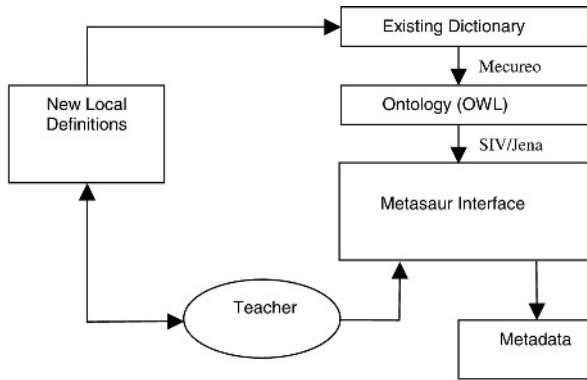 Existing Dictionary
Mecureo
New Local
Definitions
Ontology (OWL)
SIV/Jena
Metasaur Interface
Teacher
Metadata